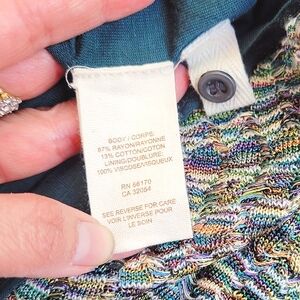 BODY / CORPS
87% RAYON/RAYONNE
13% COTTON/COTON
LINING/DOUBLURE
100% VISCOSE/VISQUEUX
RN 66170
CA 32054
SEE REVERSE FOR CARE
VOIR L'INVERSE POUR
LE SOIN